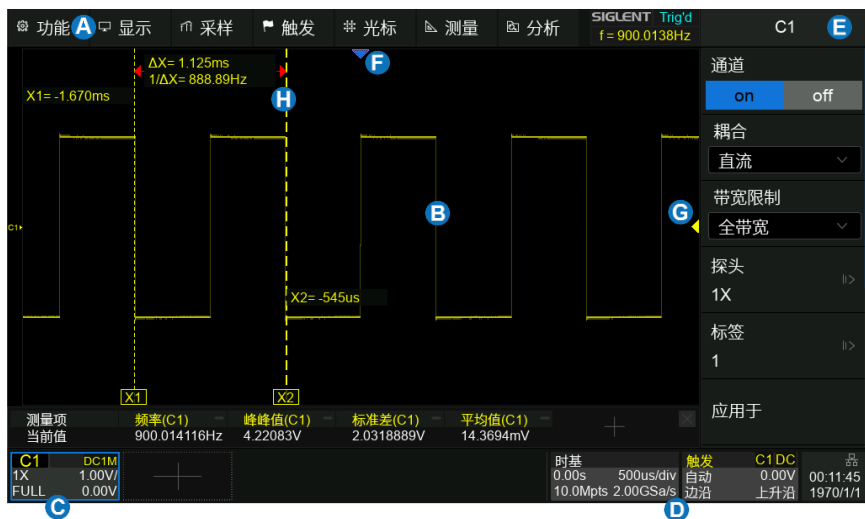 功能 A 显示 采样 触发 光标 测量 分析
SIGLENT Trig'd
f = 900.0138Hz
C1 E
ΔX= 1.125ms
1/ΔX= 888.89Hz
F
X1= -1.670ms
H
通道
on off
耦合
直流
带宽限制
全带宽
探头
1X
标签
1
应用于
C1
B
G
X2= -545us
X1 X2
测量项 频率(C1) 峰峰值(C1) 标准差(C1) 平均值(C1)
当前值 900.014116Hz 4.22083V 2.0318889V 14.3694mV
C1 DC1M
1X 1.00V/
FULL 0.00V
C
时基
0.00s 500us/div
10.0Mpts 2.00GSa/s
D
触发 C1 DC
自动 0.00V
边沿 上升沿
00:11:45
1970/1/1